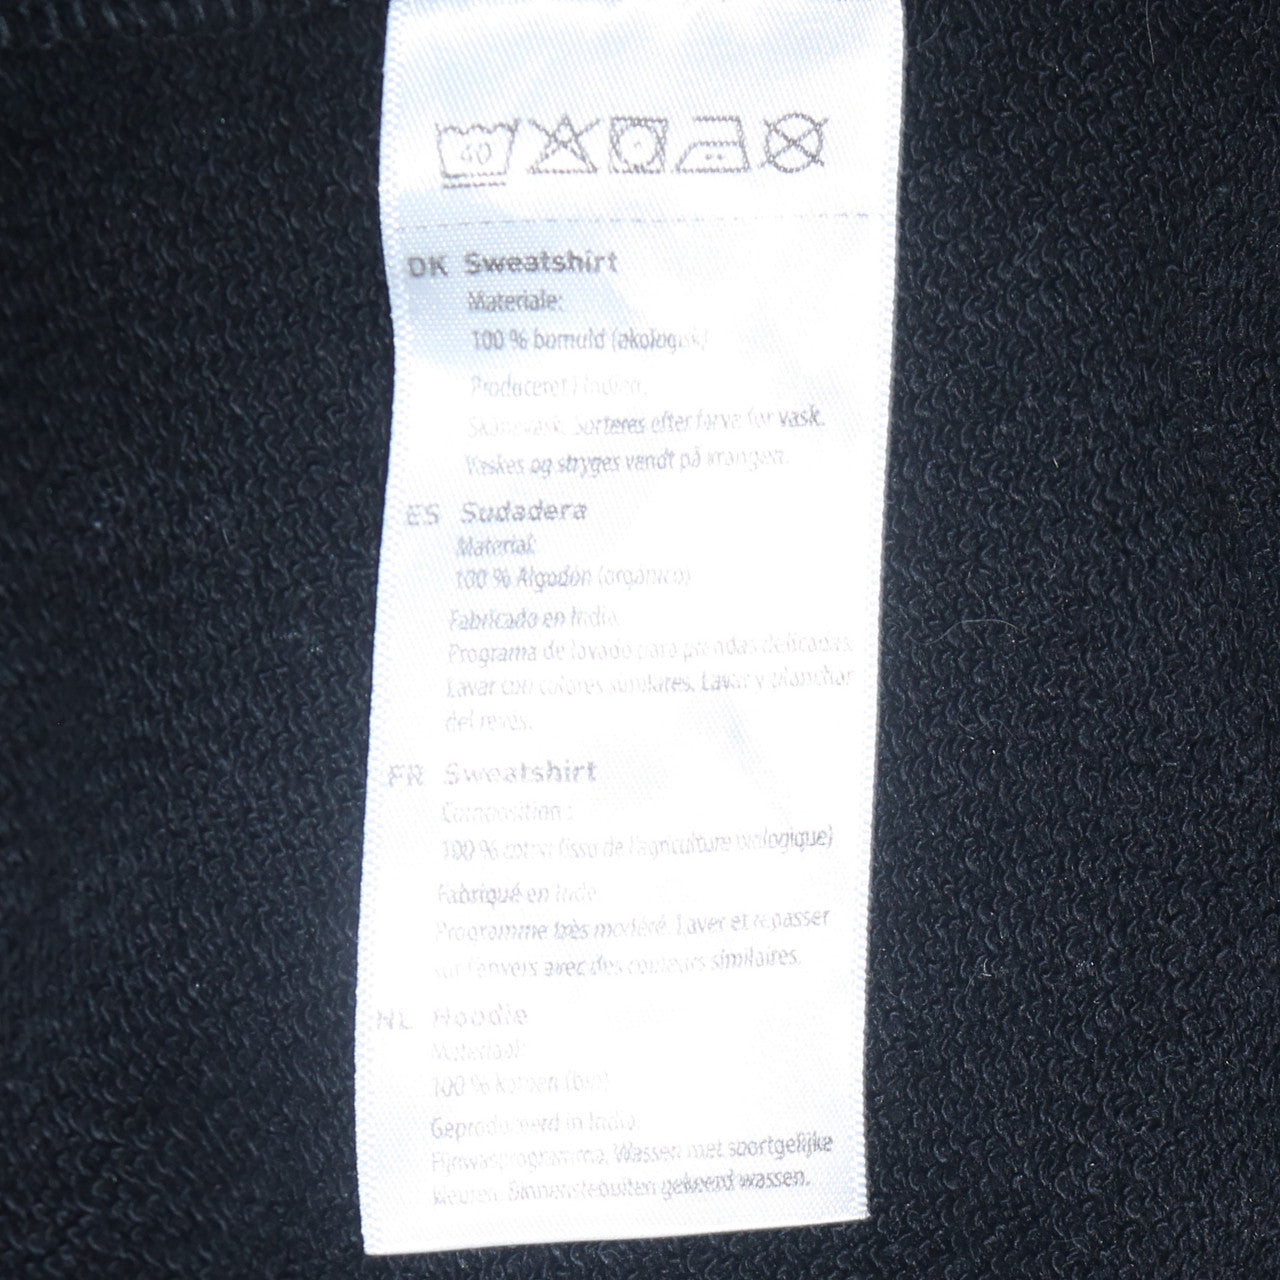 40
DK Sweatshirt
Materiale:
100 % bomuld (økologisk)
Produceret i Indien.
Skånevask. Sorteres efter farve før vask.
Vaskes og stryges vendt på vrangen.
ES Sudadera
Material:
100 % Algodón (orgánico)
Fabricado en India.
Programa de lavado para prendas delicadas.
Lavar con colores similares. Lavar y planchar
del revés.
FR Sweatshirt
Composition :
100 % coton (issu de l'agriculture biologique)
Fabriqué en Inde.
Programme très modéré. Laver et repasser
sur l'envers avec des couleurs similaires.
NL Hoodie
Materiaal:
100 % katoen (bio)
Geproduceerd in India.
Fijnwasprogramma. Wassen met soortgelijke
kleuren. Binnenstebuiten gekeerd wassen.